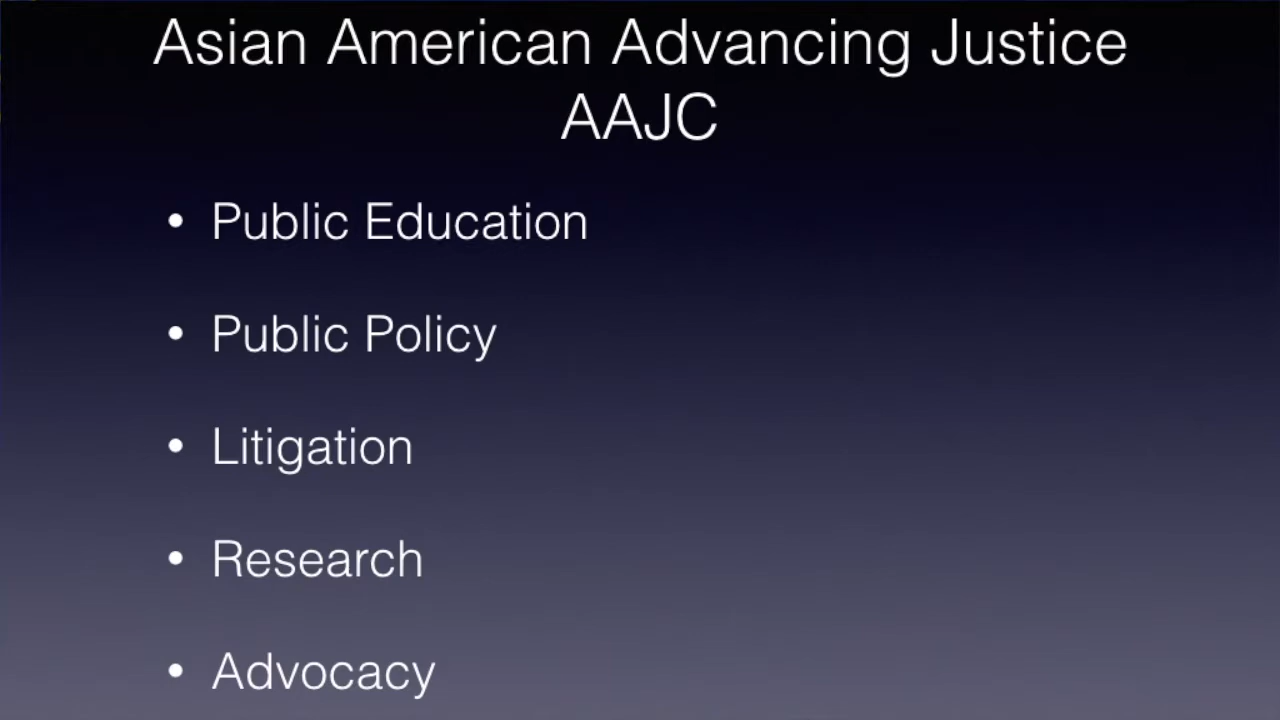 Asian American Advancing Justice
AAJC
• Public Education
• Public Policy
• Litigation
• Research
• Advocacy